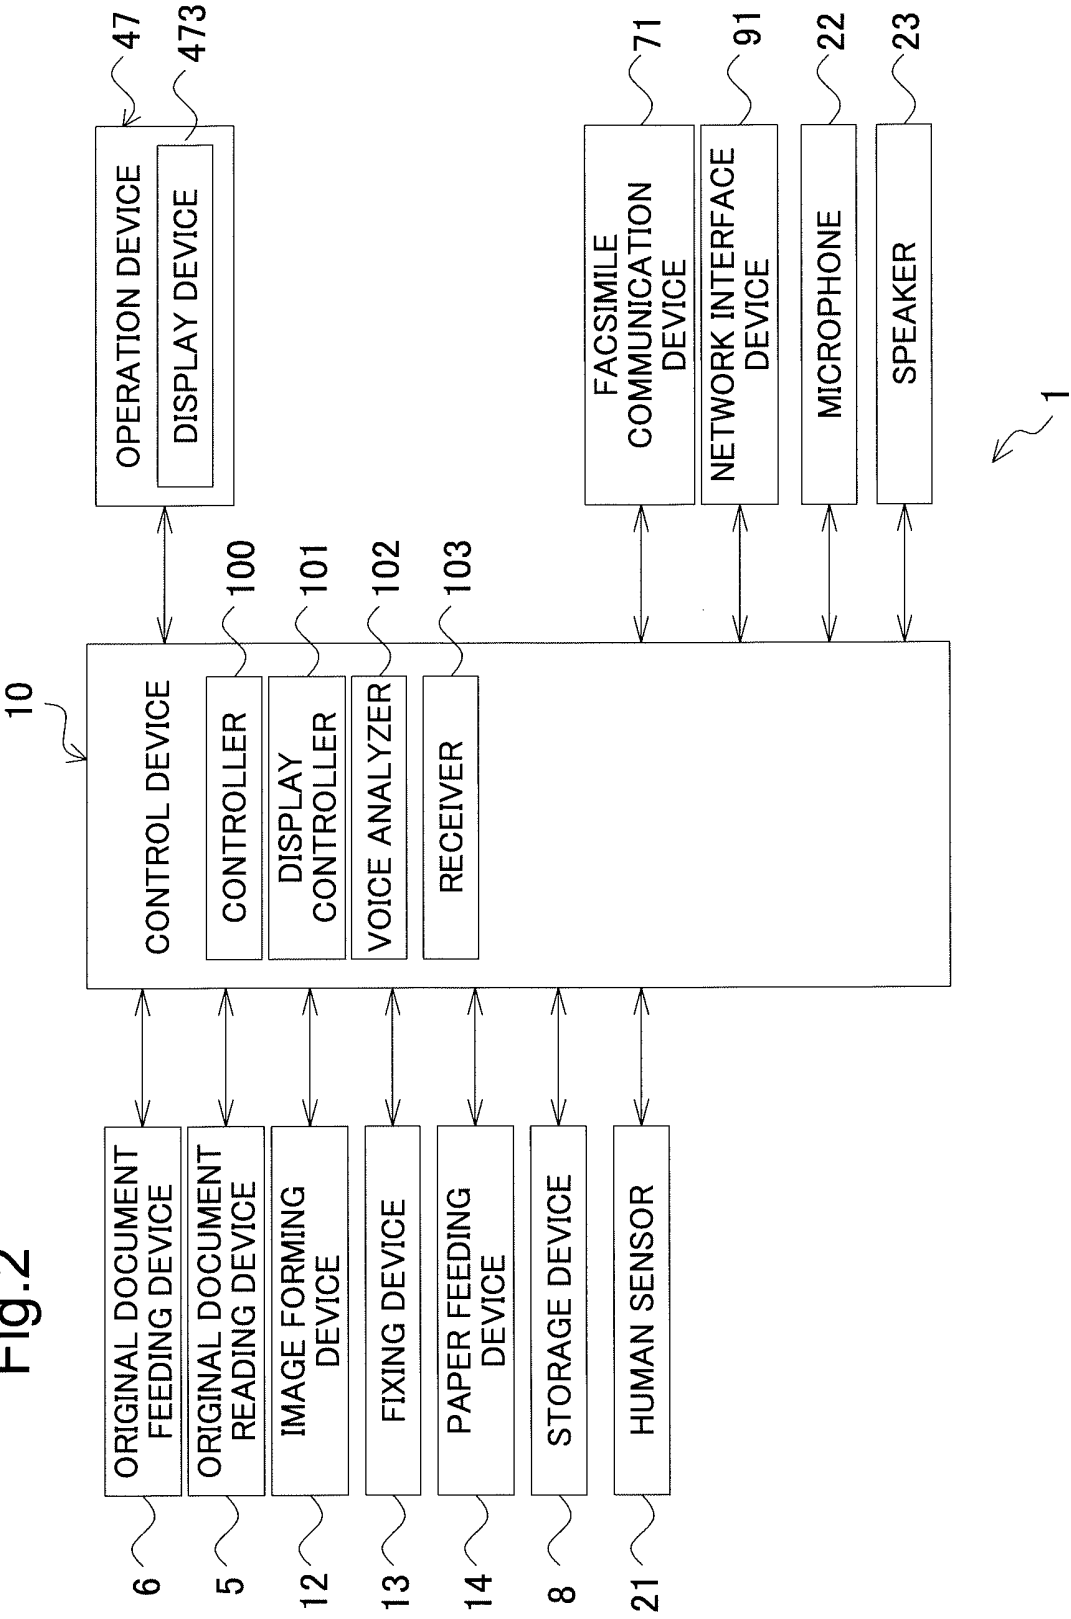 Fig.2
10
1
6
ORIGINAL DOCUMENT
FEEDING DEVICE
5
ORIGINAL DOCUMENT
READING DEVICE
12
IMAGE FORMING
DEVICE
13
FIXING DEVICE
14
PAPER FEEDING
DEVICE
8
STORAGE DEVICE
21
HUMAN SENSOR
CONTROL DEVICE
CONTROLLER
100
DISPLAY
CONTROLLER
101
VOICE ANALYZER
102
RECEIVER
103
OPERATION DEVICE
47
DISPLAY DEVICE
473
FACSIMILE
COMMUNICATION
DEVICE
71
NETWORK INTERFACE
DEVICE
91
MICROPHONE
22
SPEAKER
23